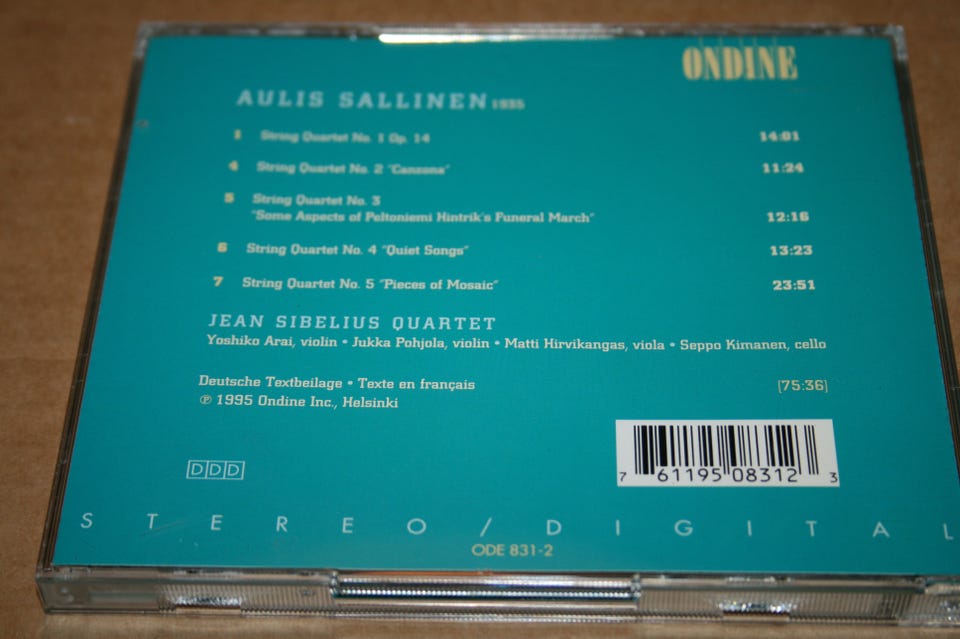 ONDINE
AULIS SALLINEN 1935
1 String Quartet No. 1 Op. 14 14:01
4 String Quartet No. 2 "Canzona" 11:24
5 String Quartet No. 3
"Some Aspects of Peltoniemi Hintrik's Funeral March" 12:16
6 String Quartet No. 4 "Quiet Songs" 13:23
7 String Quartet No. 5 "Pieces of Mosaic" 23:51
JEAN SIBELIUS QUARTET
Yoshiko Arai, violin • Jukka Pohjola, violin • Matti Hirvikangas, viola • Seppo Kimanen, cello
Deutsche Textbeilage • Texte en français [75:36]
℗ 1995 Ondine Inc., Helsinki
7 61195 08312 3
DDD
STEREO/DIGITAL
ODE 831-2